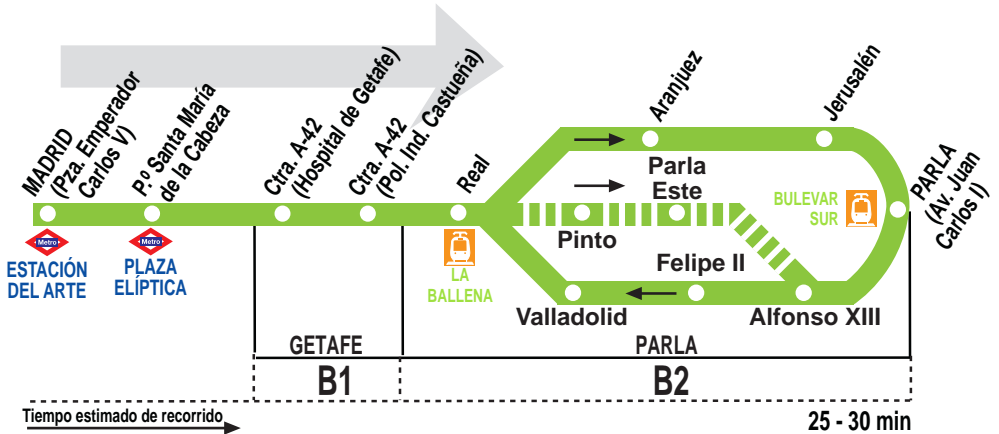 MADRID
(Pza. Emperador
Carlos V)
P.º Santa María
de la Cabeza
Ctra. A-42
(Hospital de Getafe)
Ctra. A-42
(Pol. Ind. Castueña)
Real
Aranjuez
Jerusalén
PARLA
(Av. Juan
Carlos I)
Parla
Este
Pinto
BULEVAR
SUR
Felipe II
Valladolid
Alfonso XIII
Metro
ESTACIÓN
DEL ARTE
Metro
PLAZA
ELÍPTICA
LA
BALLENA
GETAFE
PARLA
B1
B2
Tiempo estimado de recorrido
25 - 30 min